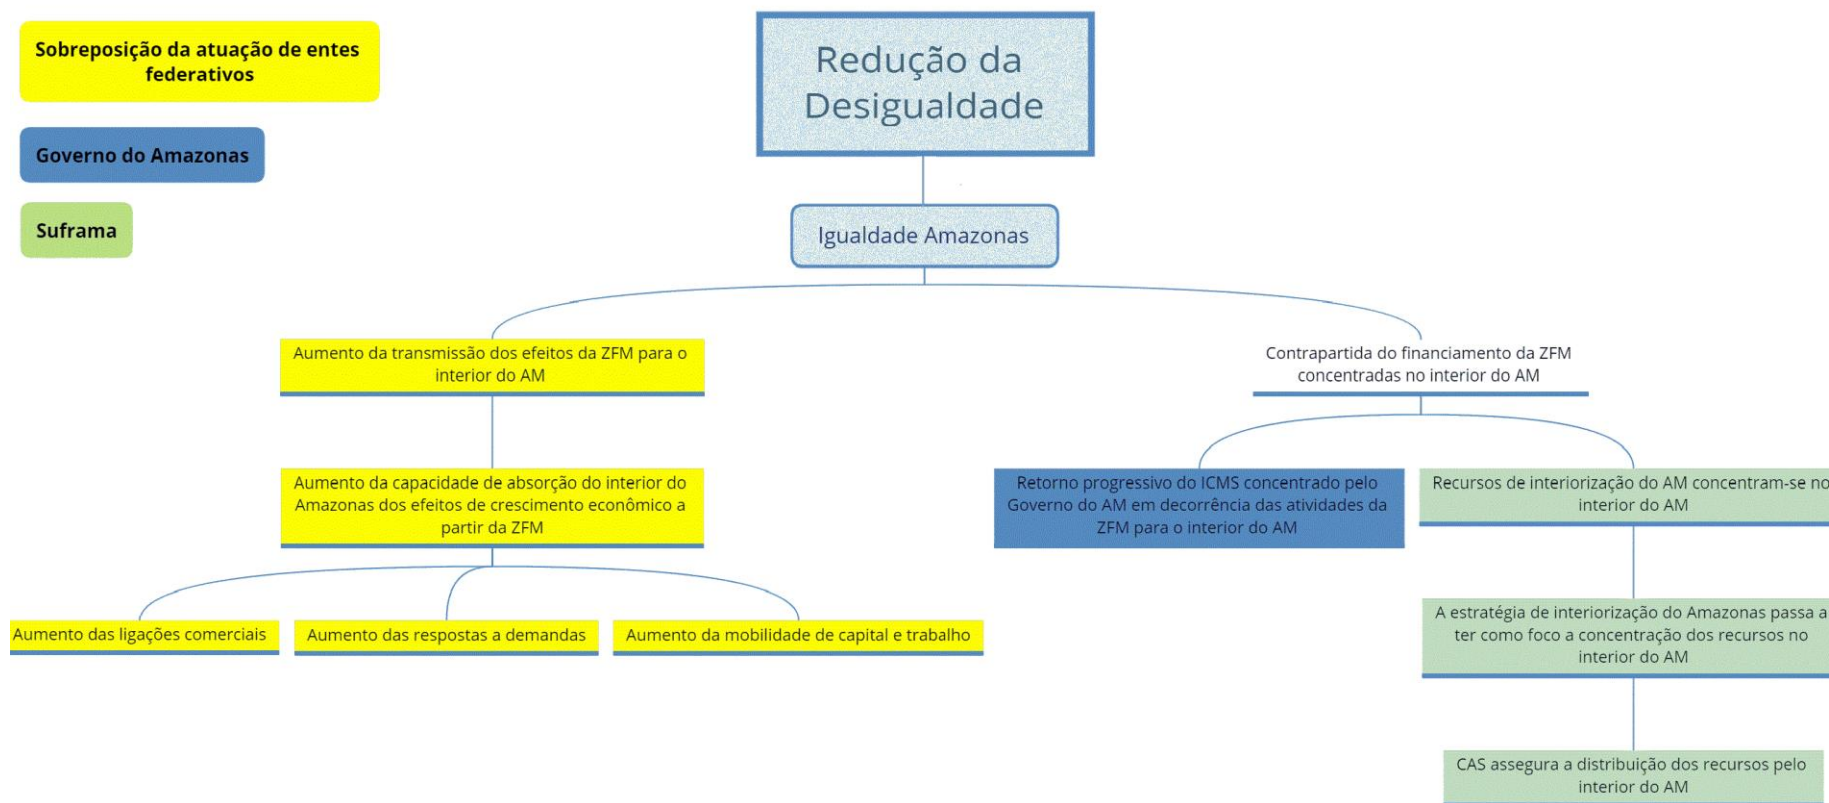 Sobreposição da atuação de entes
federativos
Governo do Amazonas
Suframa
Redução da
Desigualdade
Igualdade Amazonas
Aumento da transmissão dos efeitos da ZFM para o
interior do AM
Contrapartida do financiamento da ZFM
concentradas no interior do AM
Aumento da capacidade de absorção do interior do
Amazonas dos efeitos de crescimento econômico a
partir da ZFM
Retorno progressivo do ICMS concentrado pelo
Governo do AM em decorrência das atividades da
ZFM para o interior do AM
Recursos de interiorização do AM concentram-se no
interior do AM
Aumento das ligações comerciais
Aumento das respostas a demandas
Aumento da mobilidade de capital e trabalho
A estratégia de interiorização do Amazonas passa a
ter como foco a concentração dos recursos no
interior do AM
CAS assegura a distribuição dos recursos pelo
interior do AM